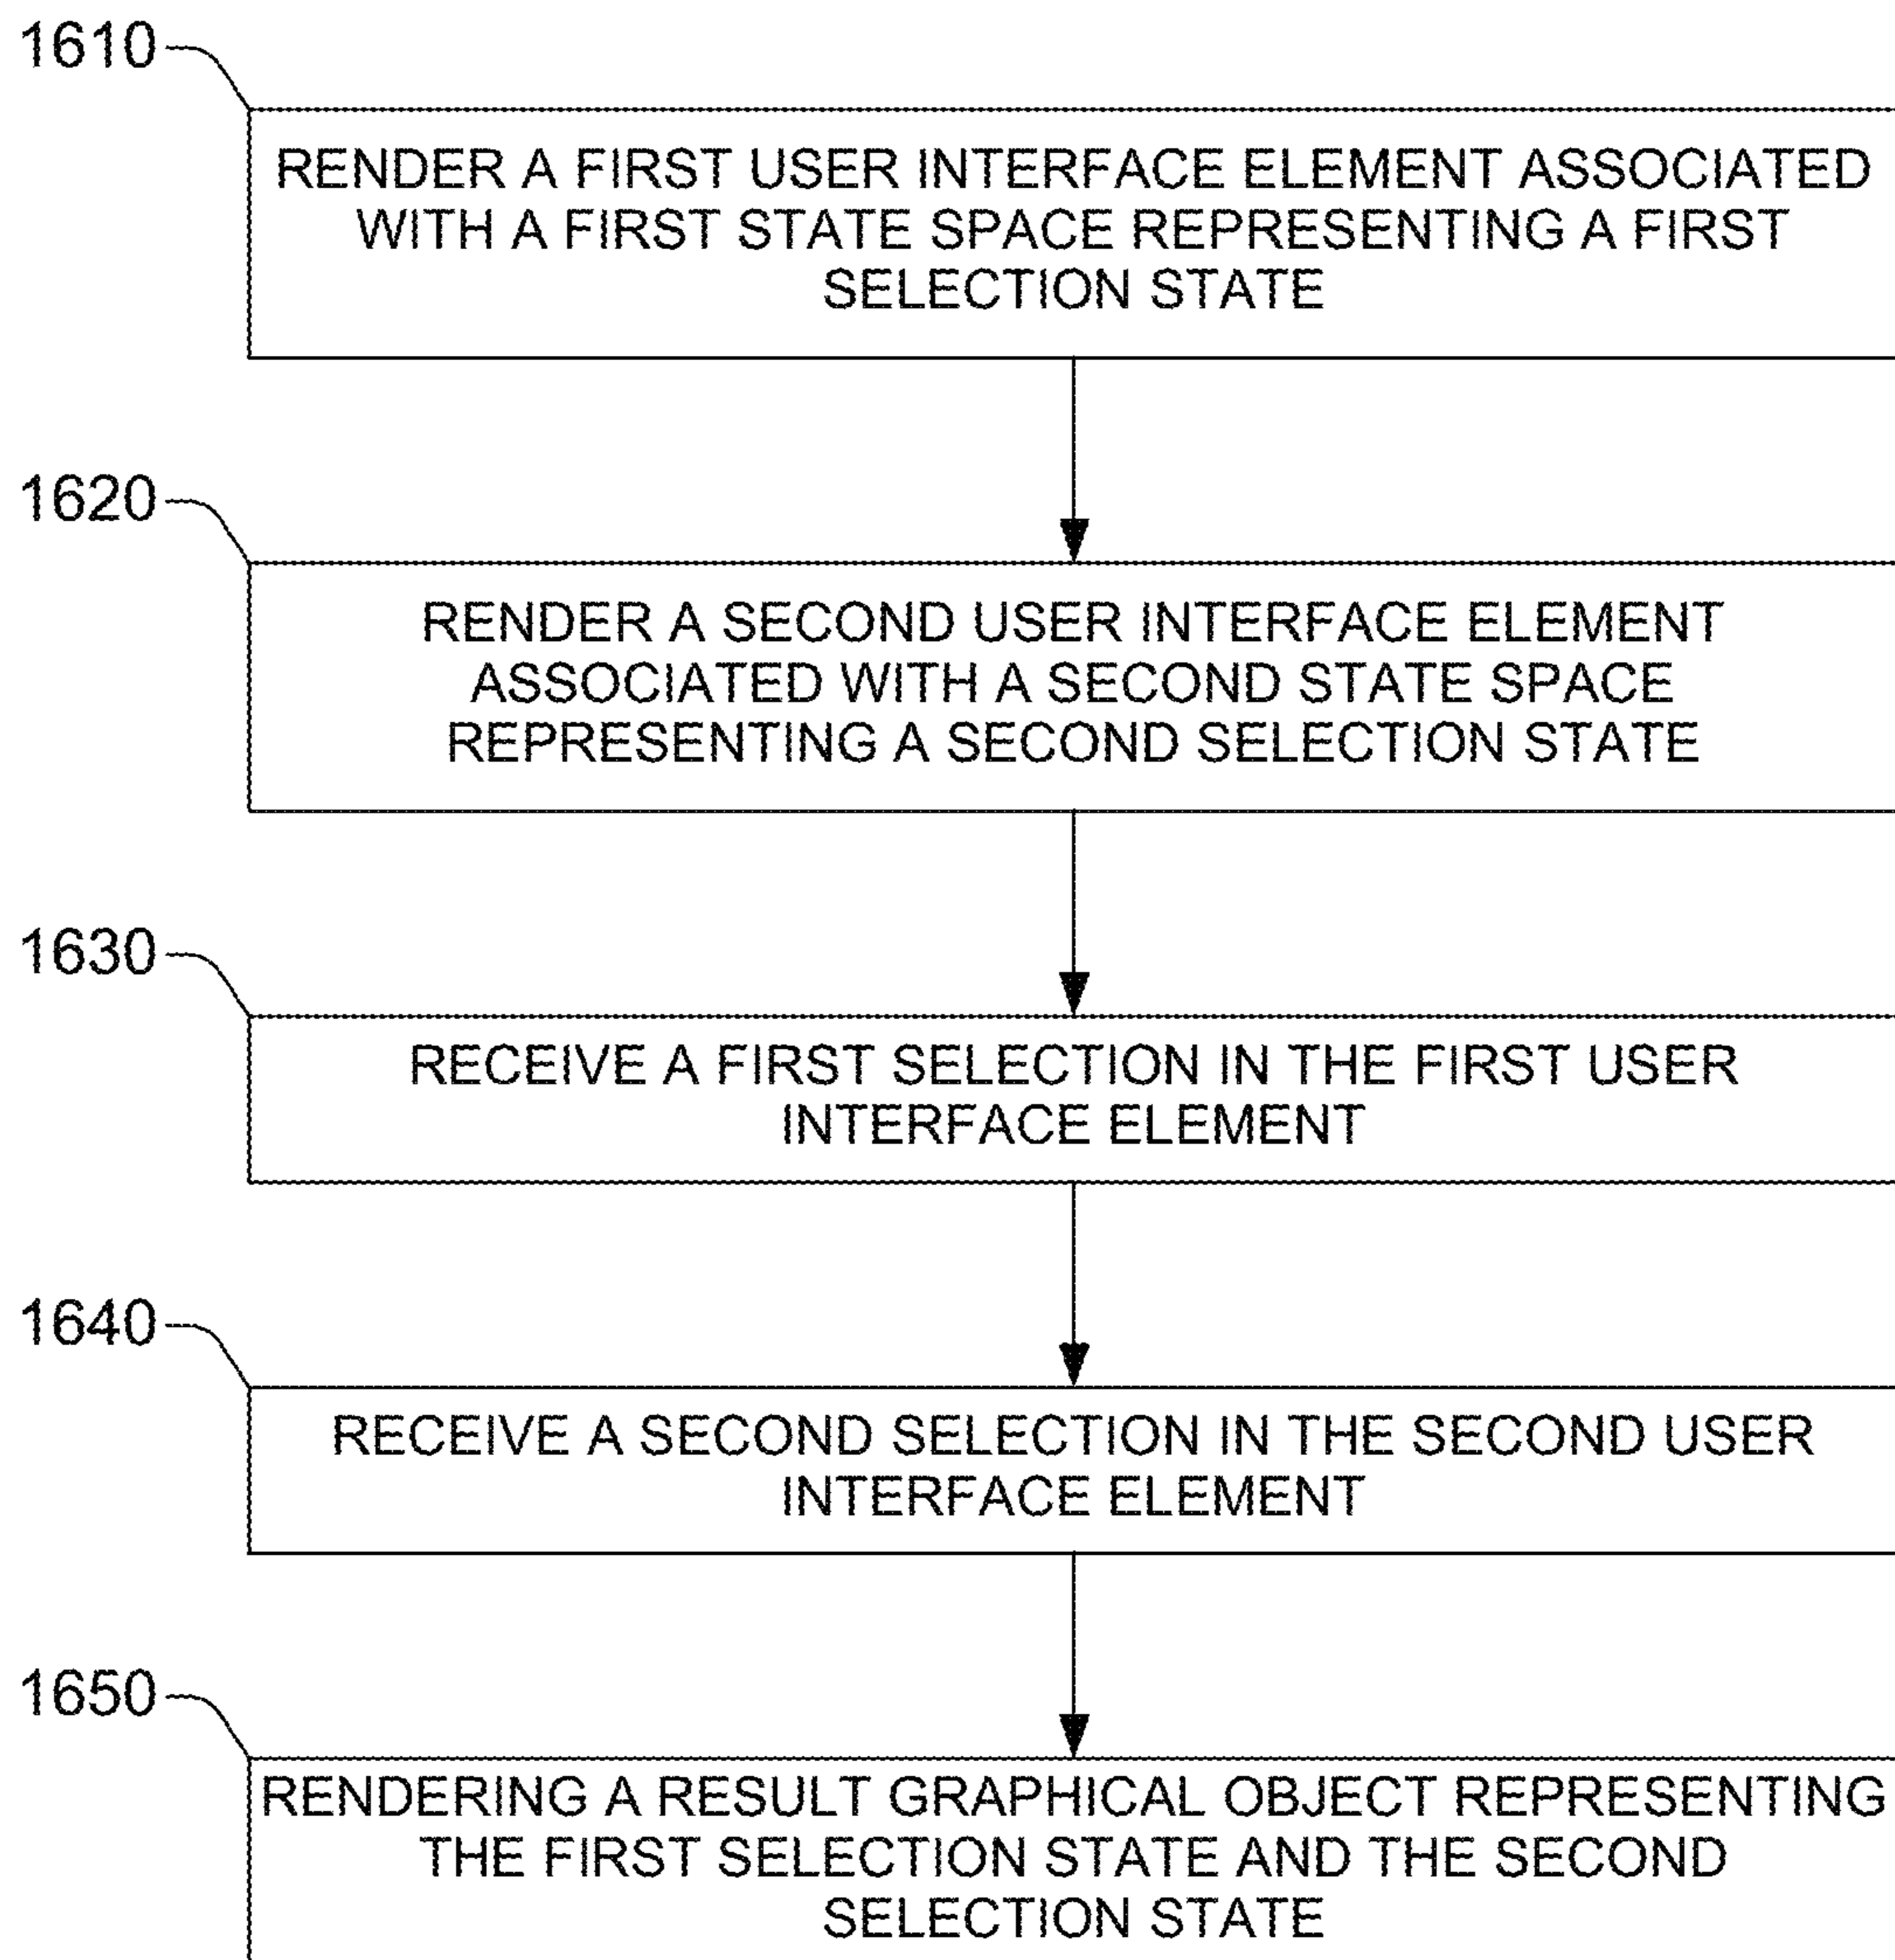 1610
RENDER A FIRST USER INTERFACE ELEMENT ASSOCIATED
WITH A FIRST STATE SPACE REPRESENTING A FIRST
SELECTION STATE
1620
RENDER A SECOND USER INTERFACE ELEMENT
ASSOCIATED WITH A SECOND STATE SPACE
REPRESENTING A SECOND SELECTION STATE
1630
RECEIVE A FIRST SELECTION IN THE FIRST USER
INTERFACE ELEMENT
1640
RECEIVE A SECOND SELECTION IN THE SECOND USER
INTERFACE ELEMENT
1650
RENDERING A RESULT GRAPHICAL OBJECT REPRESENTING
THE FIRST SELECTION STATE AND THE SECOND
SELECTION STATE